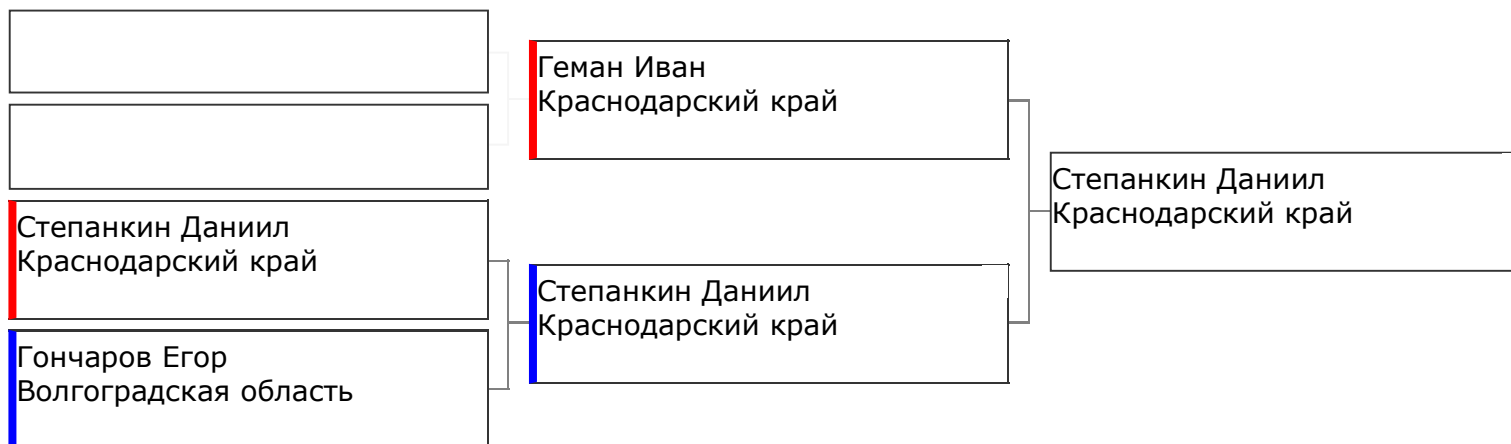 Геман Иван
Краснодарский край
Степанкин Даниил
Краснодарский край
Степанкин Даниил
Краснодарский край
Степанкин Даниил
Краснодарский край
Гончаров Егор
Волгоградская область